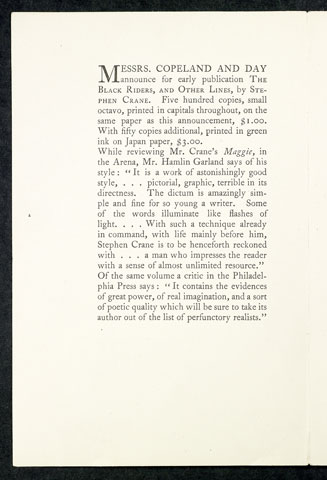 MESSRS. COPELAND AND DAY
announce for early publication THE
BLACK RIDERS, AND OTHER LINES, by STE-
PHEN CRANE. Five hundred copies, small
octavo, printed in capitals throughout, on the
same paper as this announcement, $1.00.
With fifty copies additional, printed in green
ink on Japan paper, $3.00.
While reviewing Mr. Crane's Maggie, in
the Arena, Mr. Hamlin Garland says of his
style: "It is a work of astonishingly good
style, . . . pictorial, graphic, terrible in its
directness. The dictum is amazingly sim-
ple and fine for so young a writer. Some
of the words illuminate like flashes of
light. . . . With such a technique already
in command, with life mainly before him,
Stephen Crane is to be henceforth reckoned
with . . . a man who impresses the reader
with a sense of almost unlimited resource."
Of the same volume a critic in the Philadel-
phia Press says: "It contains the evidences
of great power, of real imagination, and a sort
of poetic quality which will be sure to take its
author out of the list of perfunctory realists."